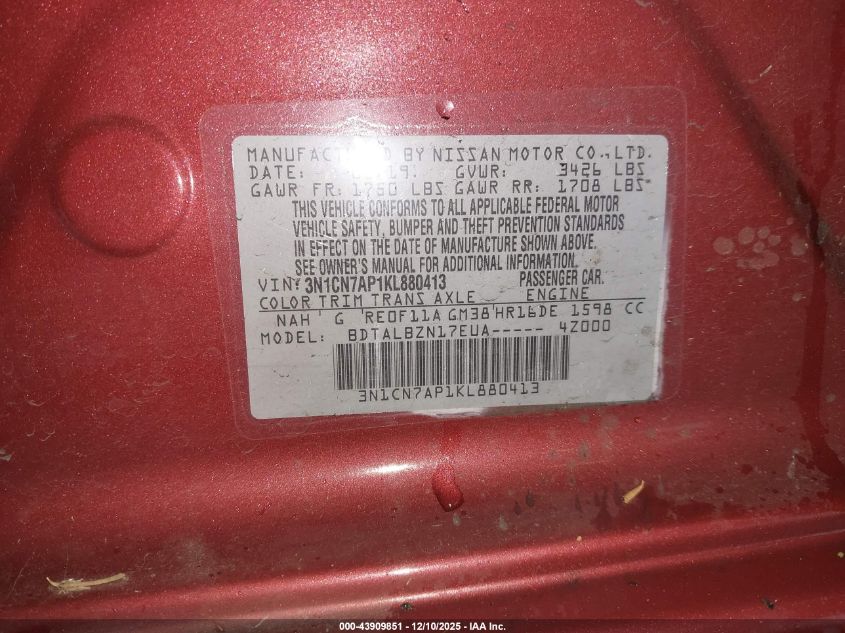 MANUFACTURED BY NISSAN MOTOR CO., LTD.
DATE: 19. GVWR: 3426 LBS
GAWR FR: 1750 LBS GAWR RR: 1708 LBS
THIS VEHICLE CONFORMS TO ALL APPLICABLE FEDERAL MOTOR
VEHICLE SAFETY, BUMPER AND THEFT PREVENTION STANDARDS
IN EFFECT ON THE DATE OF MANUFACTURE SHOWN ABOVE.
SEE OWNER'S MANUAL FOR ADDITIONAL INFORMATION.
VIN: 3N1CN7AP1KL880413 PASSENGER CAR.
COLOR TRIM TRANS AXLE ENGINE
NAH G RE0F11A GM38 HR16DE 1598 CC
MODEL: BDTALBZN17EUA----- 4Z000
3N1CN7AP1KL880413
000-43909851 - 12/10/2025 - IAA Inc.